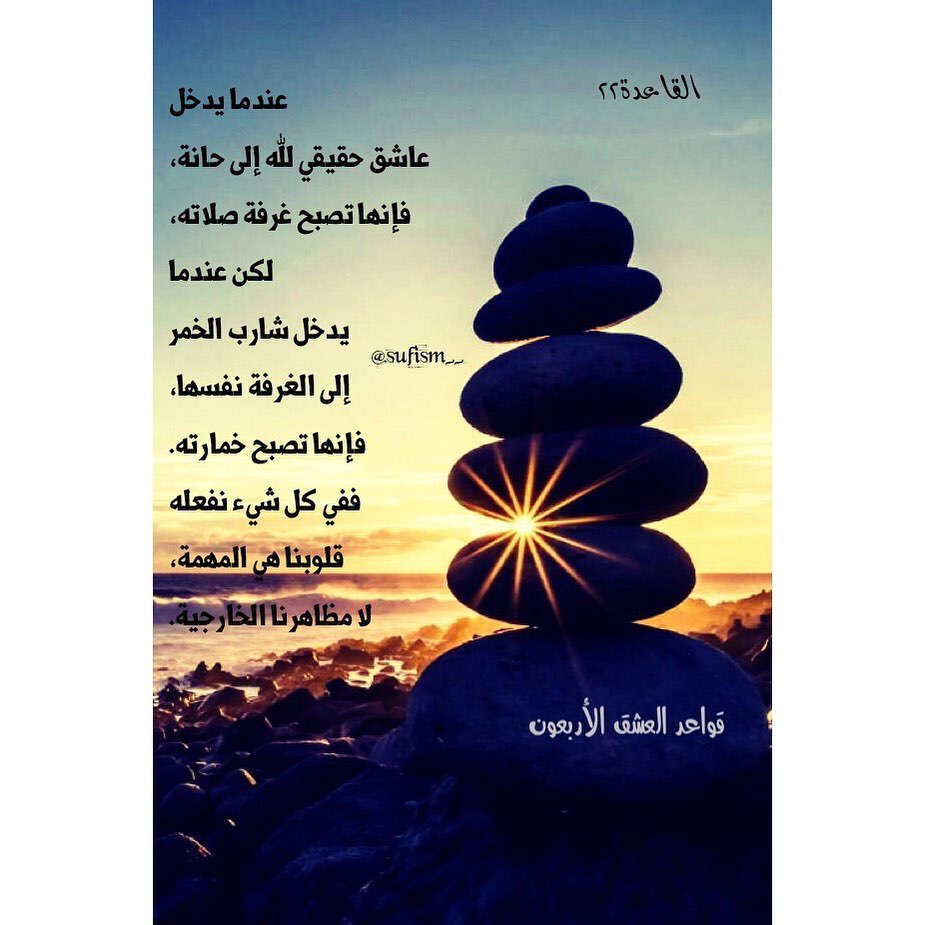 القاعدة٢٢
عندما يدخل
عاشق حقيقي لله إلى حانة،
فإنها تصبح غرفة صلاته،
لكن عندما
يدخل شارب الخمر
@sufism__
إلى الغرفة نفسها،
فإنها تصبح خمارته.
ففي كل شيء نفعله
قلوبنا هي المهمة،
لا مظاهرنا الخارجية.
قواعد العشق الأربعون